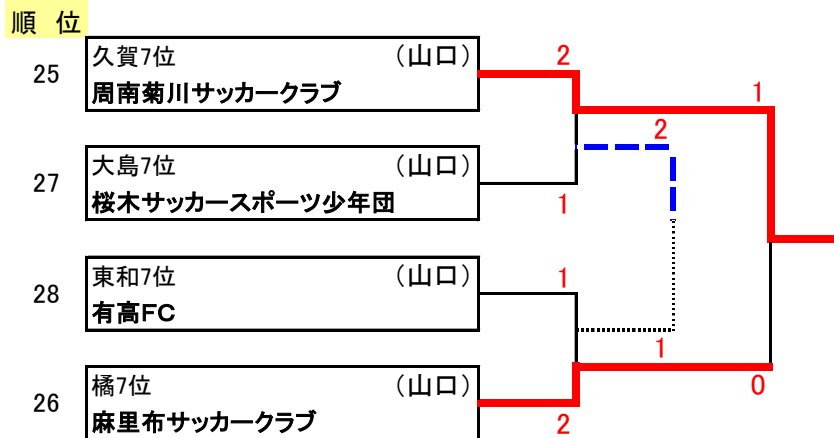 順 位
25
久賀7位 (山口)
周南菊川サッカークラブ
2
1
2
27
大島7位 (山口)
桜木サッカースポーツ少年団
1
28
東和7位 (山口)
有高FC
1
1
0
26
橘7位 (山口)
麻里布サッカークラブ
2